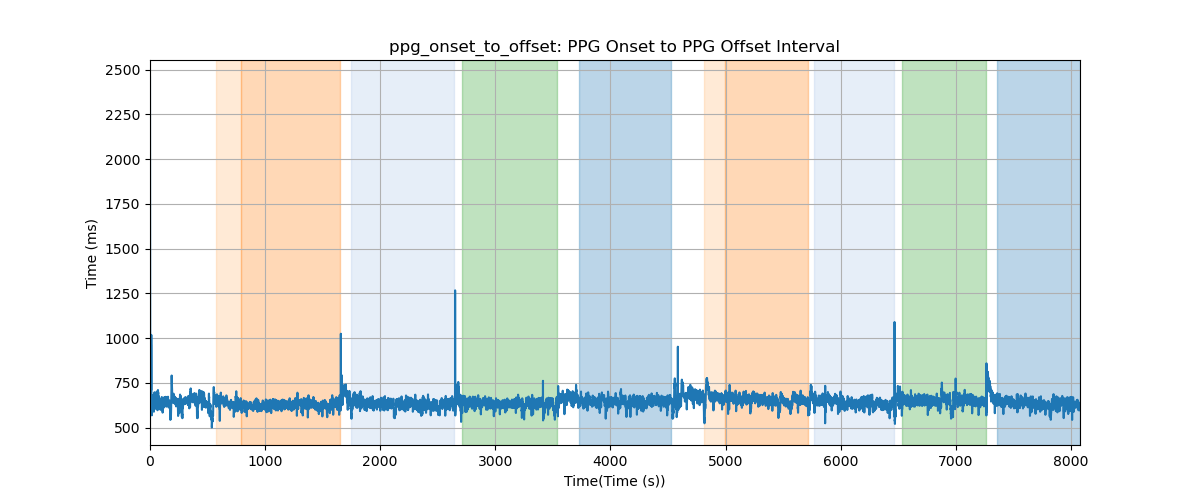 ppg_onset_to_offset: PPG Onset to PPG Offset Interval
2500
2250
2000
1750
1500
1250
1000
750
500
Time (ms)
0 1000 2000 3000 4000 5000 6000 7000 8000
Time(Time (s))